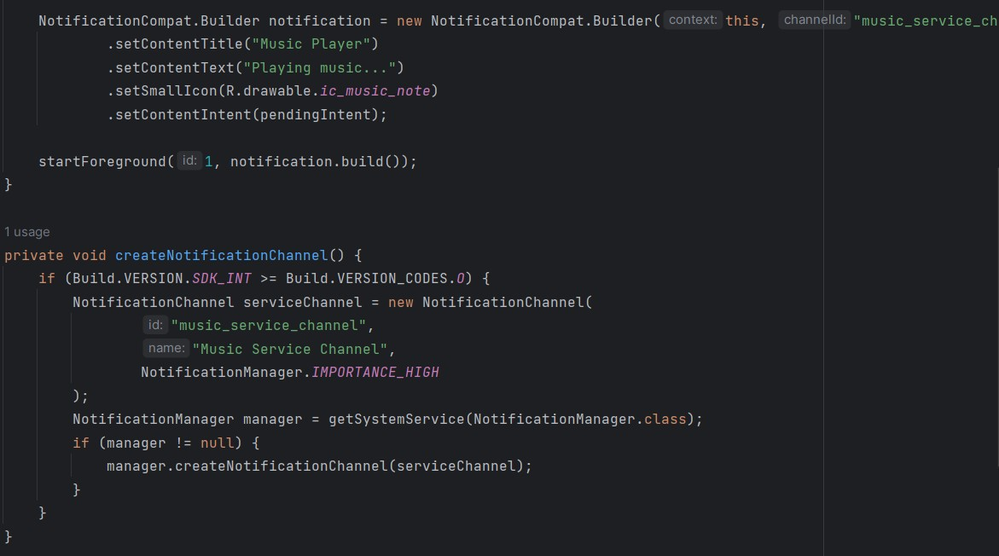 NotificationCompat.Builder notification = new NotificationCompat.Builder( context: this, channelId: "music_service_ch
.setContentTitle("Music Player")
.setContentText("Playing music...")
.setSmallIcon(R.drawable.ic_music_note)
.setContentIntent(pendingIntent);
startForeground( id: 1, notification.build());
}
1 usage
private void createNotificationChannel() {
if (Build.VERSION.SDK_INT >= Build.VERSION_CODES.O) {
NotificationChannel serviceChannel = new NotificationChannel(
id: "music_service_channel",
name: "Music Service Channel",
NotificationManager.IMPORTANCE_HIGH
);
NotificationManager manager = getSystemService(NotificationManager.class);
if (manager != null) {
manager.createNotificationChannel(serviceChannel);
}
}
}